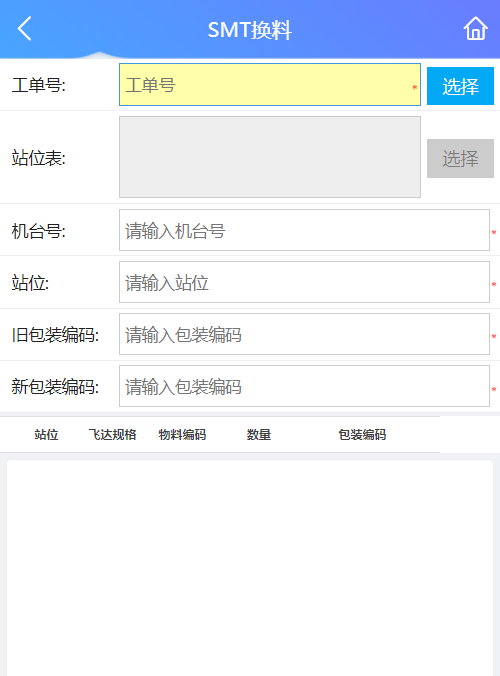 SMT换料
工单号: 工单号 * 选择
站位表: 选择
机台号: 请输入机台号 *
站位: 请输入站位 *
旧包装编码: 请输入包装编码 *
新包装编码: 请输入包装编码 *
站位 飞达规格 物料编码 数量 包装编码